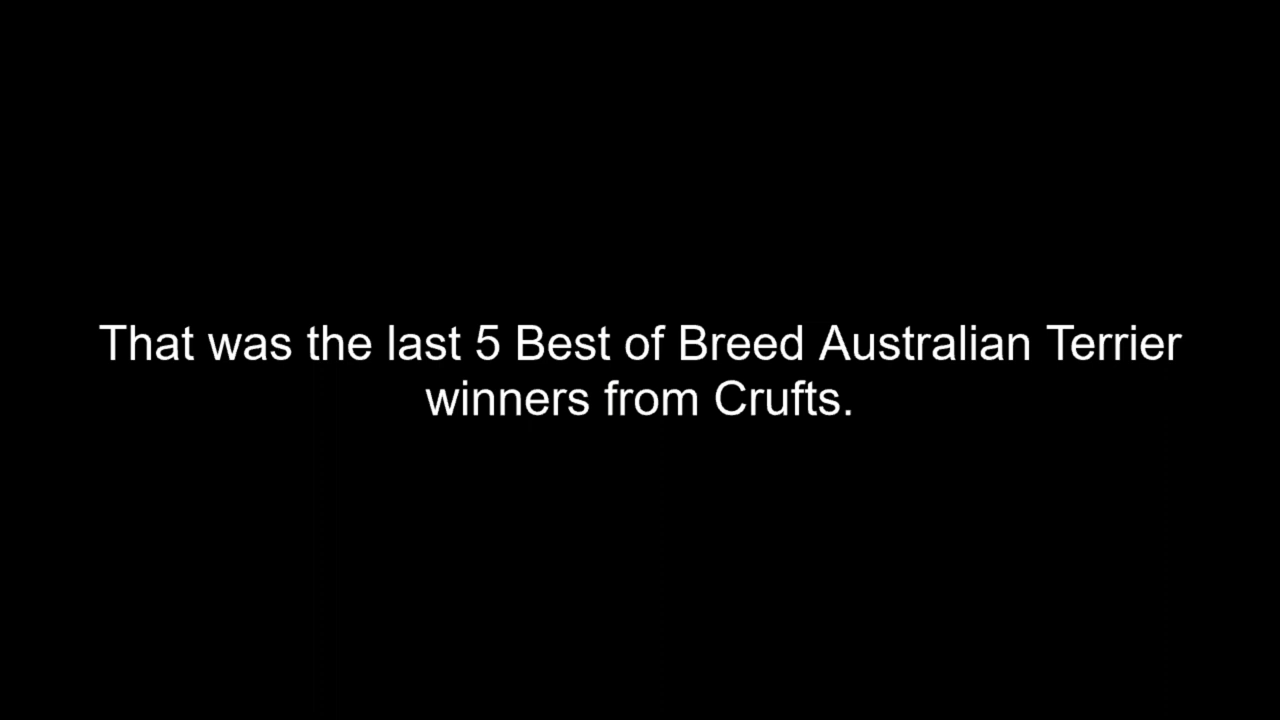 That was the last 5 Best of Breed Australian Terrier
winners from Crufts.